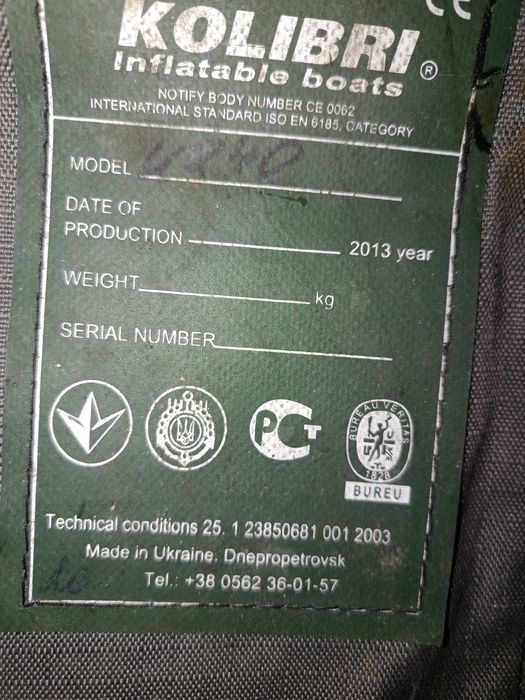 CE
KOLIBRI
Inflatable boats ®
NOTIFY BODY NUMBER CE 0062
INTERNATIONAL STANDARD ISO EN 6185, CATEGORY
MODEL
DATE OF
PRODUCTION 2013 year
WEIGHT kg
SERIAL NUMBER
РСТ
BUREAU VERITAS
1828
BUREU
Technical conditions 25. 1 23850681 001 2003
Made in Ukraine. Dnepropetrovsk
Tel.: +38 0562 36-01-57